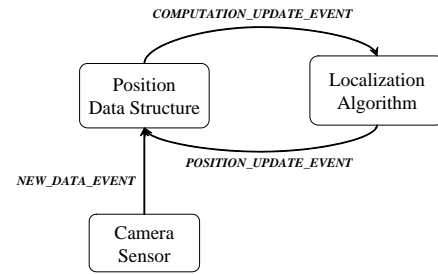 COMPUTATION_UPDATE_EVENT
Position
Data Structure
Localization
Algorithm
POSITION_UPDATE_EVENT
NEW_DATA_EVENT
Camera
Sensor